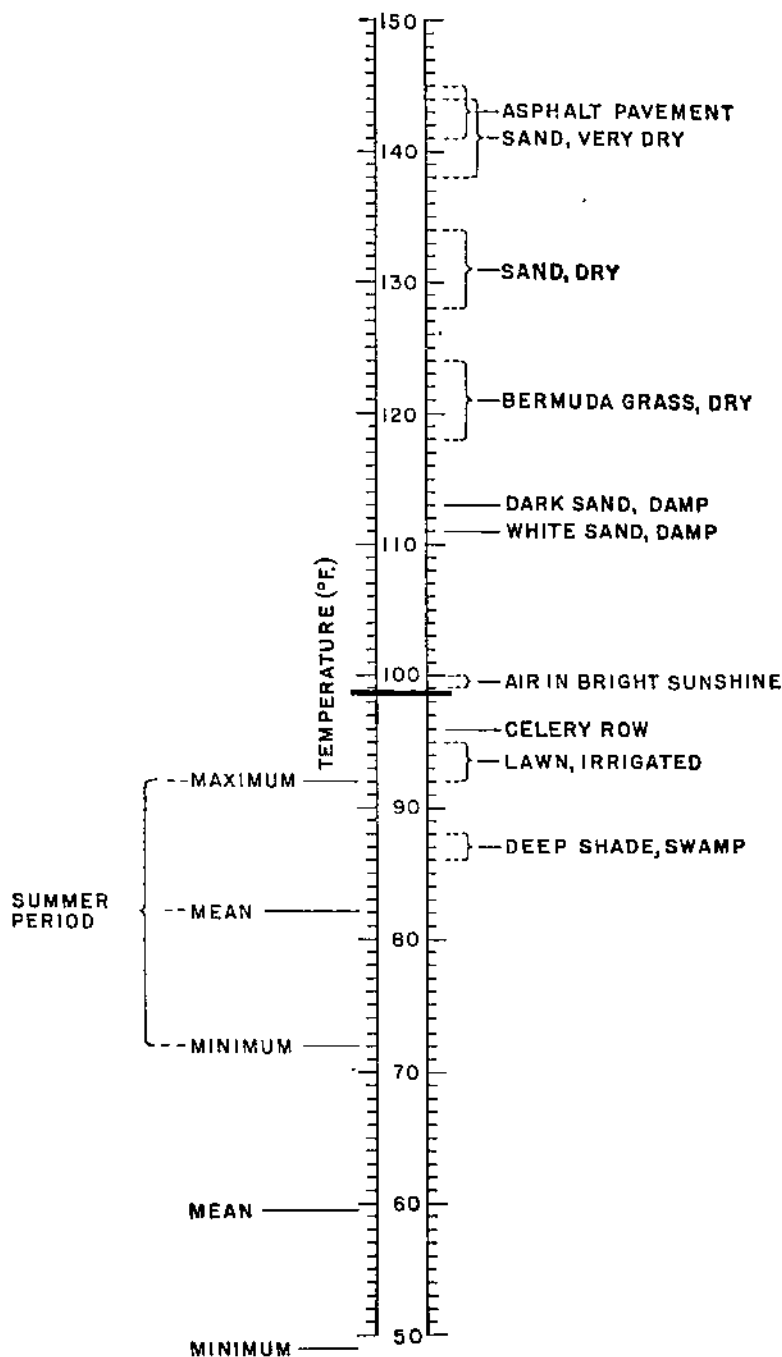 150
ASPHALT PAVEMENT
SAND, VERY DRY
140
SAND, DRY
130
BERMUDA GRASS, DRY
120
DARK SAND, DAMP
WHITE SAND, DAMP
110
TEMPERATURE (°F.)
100
AIR IN BRIGHT SUNSHINE
CELERY ROW
LAWN, IRRIGATED
MAXIMUM
90
DEEP SHADE, SWAMP
SUMMER
PERIOD
MEAN
80
MINIMUM
70
MEAN
60
50
MINIMUM